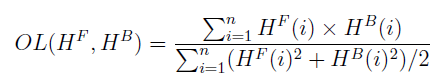 OL(H^F, H^B) = \frac{\sum_{i=1}^{n} H^F(i) \times H^B(i)}{\sum_{i=1}^{n} (H^F(i)^2 + H^B(i)^2)/2}